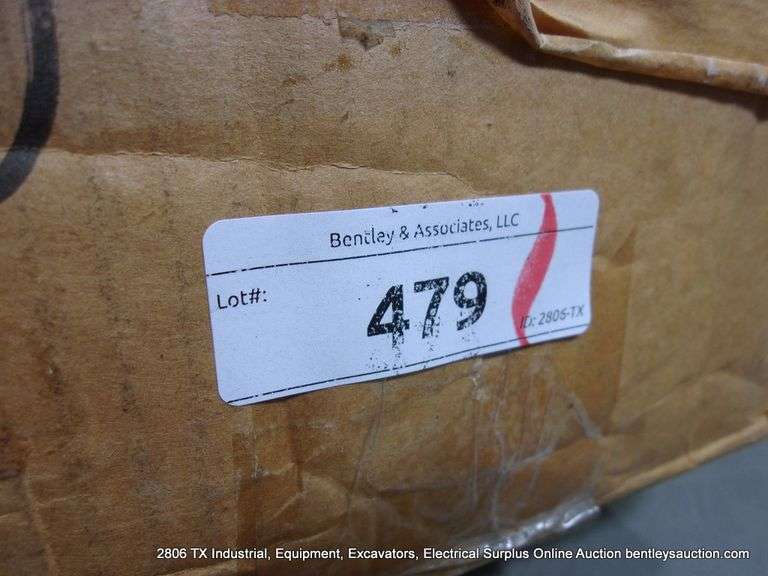 Bentley & Associates, LLC
Lot#:
479
ID: 2806-TX
2806 TX Industrial, Equipment, Excavators, Electrical Surplus Online Auction bentleysauction.com